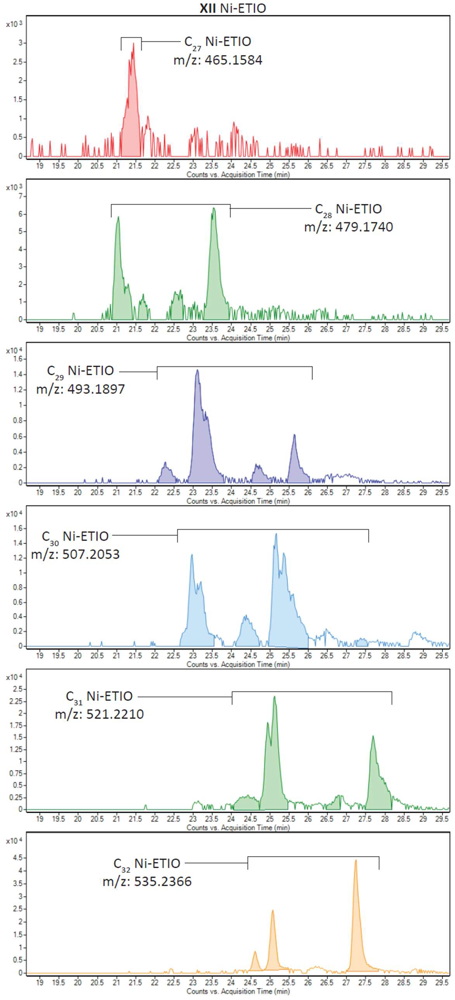 XII Ni-ETIO
x10 3
C27 Ni-ETIO
m/z: 465.1584
3
2.5
2
1.5
1
0.5
0
19 19.5 20 20.5 21 21.5 22 22.5 23 23.5 24 24.5 25 25.5 26 26.5 27 27.5 28 28.5 29 29.5
Counts vs. Acquisition Time (min)
x10 3
C28 Ni-ETIO
m/z: 479.1740
7
6
5
4
3
2
1
0
19 19.5 20 20.5 21 21.5 22 22.5 23 23.5 24 24.5 25 25.5 26 26.5 27 27.5 28 28.5 29 29.5
Counts vs. Acquisition Time (min)
x10 4
C29 Ni-ETIO
m/z: 493.1897
1.6
1.4
1.2
1
0.8
0.6
0.4
0.2
0
19 19.5 20 20.5 21 21.5 22 22.5 23 23.5 24 24.5 25 25.5 26 26.5 27 27.5 28 28.5 29 29.5
Counts vs. Acquisition Time (min)
x10 4
C30 Ni-ETIO
m/z: 507.2053
1.6
1.4
1.2
1
0.8
0.6
0.4
0.2
0
19 19.5 20 20.5 21 21.5 22 22.5 23 23.5 24 24.5 25 25.5 26 26.5 27 27.5 28 28.5 29 29.5
Counts vs. Acquisition Time (min)
x10 4
C31 Ni-ETIO
m/z: 521.2210
2.5
2.25
2
1.75
1.5
1.25
1
0.75
0.5
0.25
0
19 19.5 20 20.5 21 21.5 22 22.5 23 23.5 24 24.5 25 25.5 26 26.5 27 27.5 28 28.5 29 29.5
Counts vs. Acquisition Time (min)
x10 4
C32 Ni-ETIO
m/z: 535.2366
4.5
4
3.5
3
2.5
2
1.5
1
0.5
0
19 19.5 20 20.5 21 21.5 22 22.5 23 23.5 24 24.5 25 25.5 26 26.5 27 27.5 28 28.5 29 29.5
Counts vs. Acquisition Time (min)